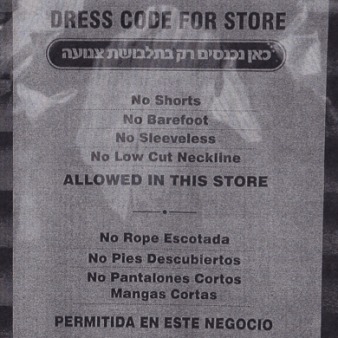 DRESS CODE FOR STORE
כאן נכנסים רק בתלבושת צנועה
No Shorts
No Barefoot
No Sleeveless
No Low Cut Neckline
ALLOWED IN THIS STORE
No Rope Escotada
No Pies Descubiertos
No Pantalones Cortos
Mangas Cortas
PERMITIDA EN ESTE NEGOCIO